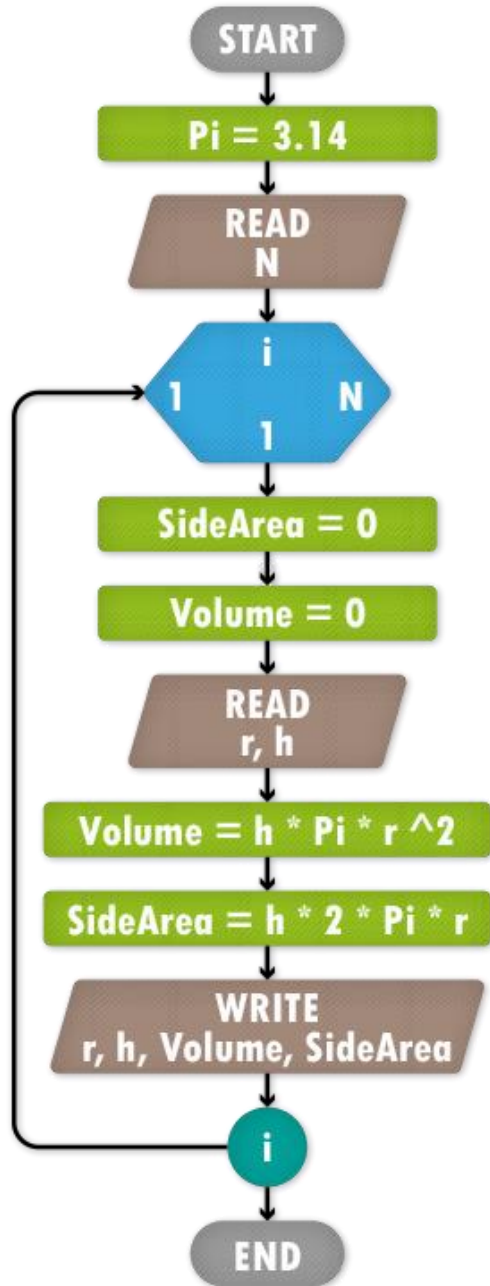 START
Pi = 3.14
READ
N
i
1 N
1
SideArea = 0
Volume = 0
READ
r, h
Volume = h * Pi * r ^2
SideArea = h * 2 * Pi * r
WRITE
r, h, Volume, SideArea
i
END